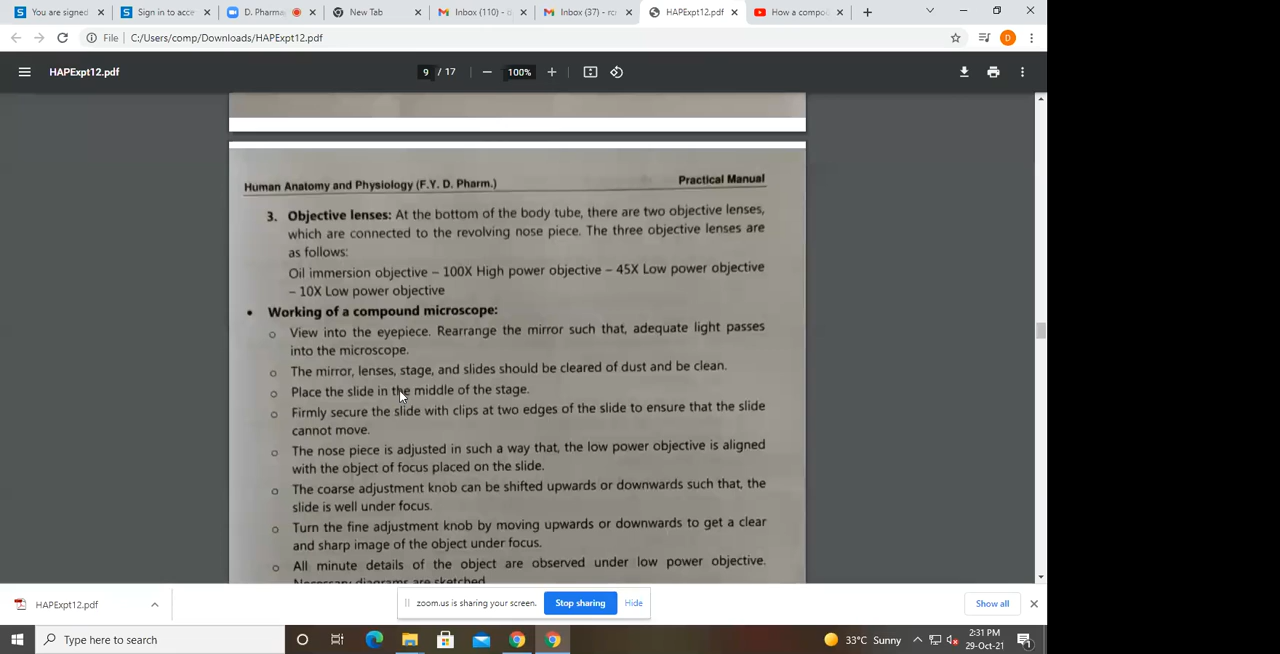 You are signed
Sign in to acce
D. Pharma
New Tab
Inbox (110) - d
Inbox (37) - rcr
HAPExpt12.pdf
How a compo
File
C:/Users/comp/Downloads/HAPExpt12.pdf
D
HAPExpt12.pdf
9 / 17
100%
Human Anatomy and Physiology (F.Y. D. Pharm.) Practical Manual
3. Objective lenses: At the bottom of the body tube, there are two objective lenses,
which are connected to the revolving nose piece. The three objective lenses are
as follows:
Oil immersion objective – 100X High power objective – 45X Low power objective
– 10X Low power objective
• Working of a compound microscope:
o View into the eyepiece. Rearrange the mirror such that, adequate light passes
into the microscope.
o The mirror, lenses, stage, and slides should be cleared of dust and be clean.
o Place the slide in the middle of the stage.
o Firmly secure the slide with clips at two edges of the slide to ensure that the slide
cannot move.
o The nose piece is adjusted in such a way that, the low power objective is aligned
with the object of focus placed on the slide.
o The coarse adjustment knob can be shifted upwards or downwards such that, the
slide is well under focus.
o Turn the fine adjustment knob by moving upwards or downwards to get a clear
and sharp image of the object under focus.
o All minute details of the object are observed under low power objective.
Necessary diagrams are sketched.
HAPExpt12.pdf
zoom.us is sharing your screen.
Stop sharing
Hide
Show all
Type here to search
33°C Sunny
2:31 PM
29-Oct-21
1